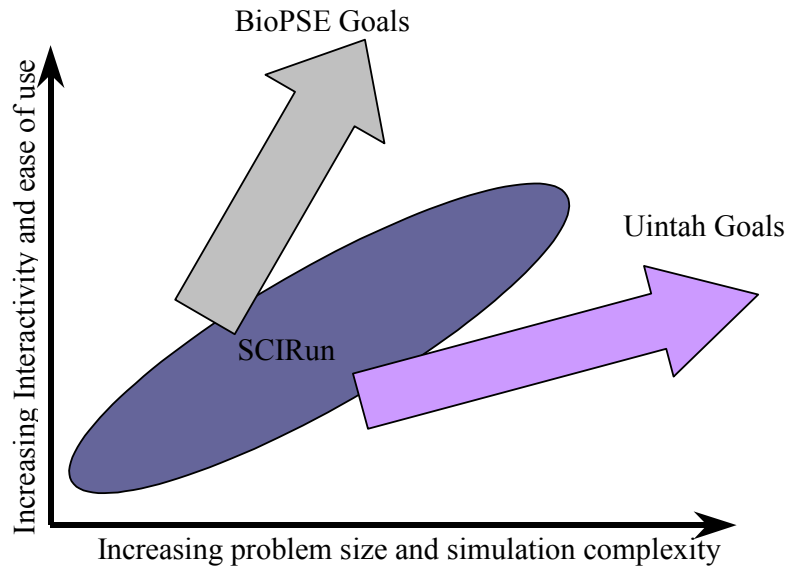 BioPSE Goals
Increasing Interactivity and ease of use
Uintah Goals
SCIRun
Increasing problem size and simulation complexity